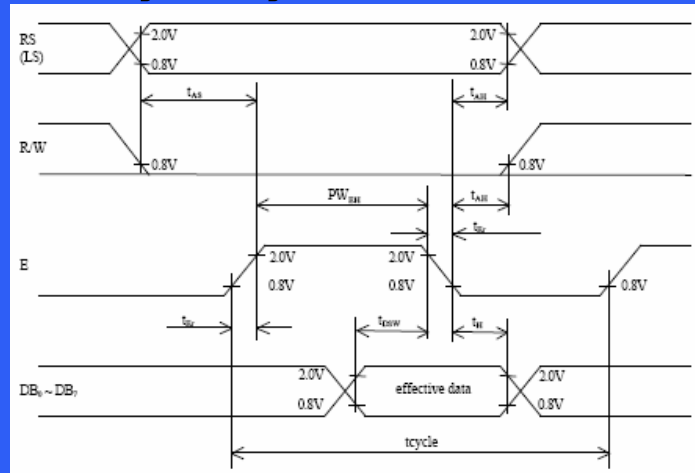 RS
(LS)
2.0V
2.0V
0.8V
0.8V
tAS
tAH
R/W
0.8V
0.8V
PWEH
tAH
tEr
E
2.0V
2.0V
0.8V
0.8V
0.8V
tEr
tDSW
tH
DB0 ~ DB7
2.0V
effective data
2.0V
0.8V
0.8V
tcycle